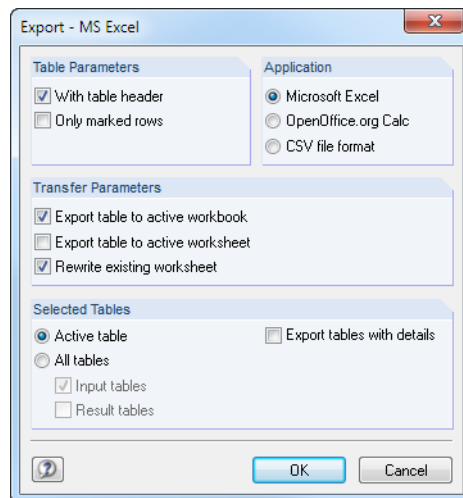 Export - MS Excel
Table Parameters
With table header
Only marked rows
Application
Microsoft Excel
OpenOffice.org Calc
CSV file format
Transfer Parameters
Export table to active workbook
Export table to active worksheet
Rewrite existing worksheet
Selected Tables
Active table
Export tables with details
All tables
Input tables
Result tables
OK
Cancel